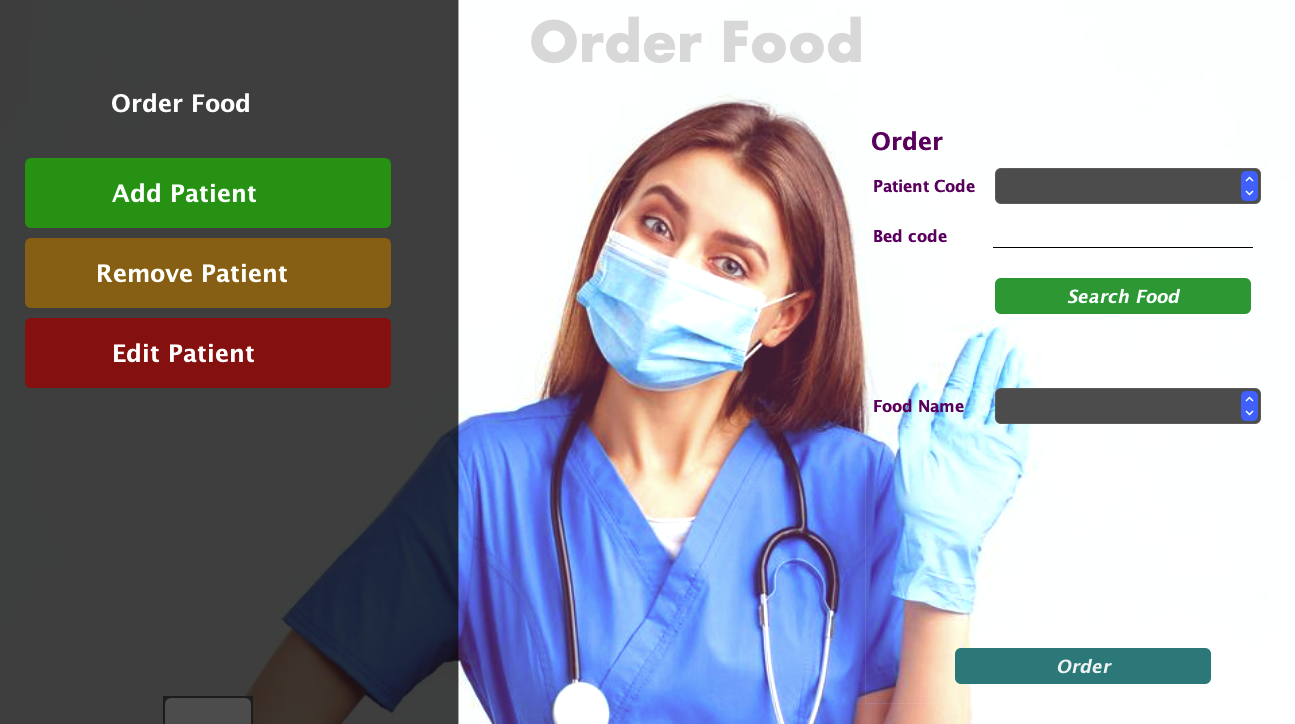 Order Food
Order Food
Add Patient
Remove Patient
Edit Patient
Order
Patient Code
Bed code
Search Food
Food Name
Order